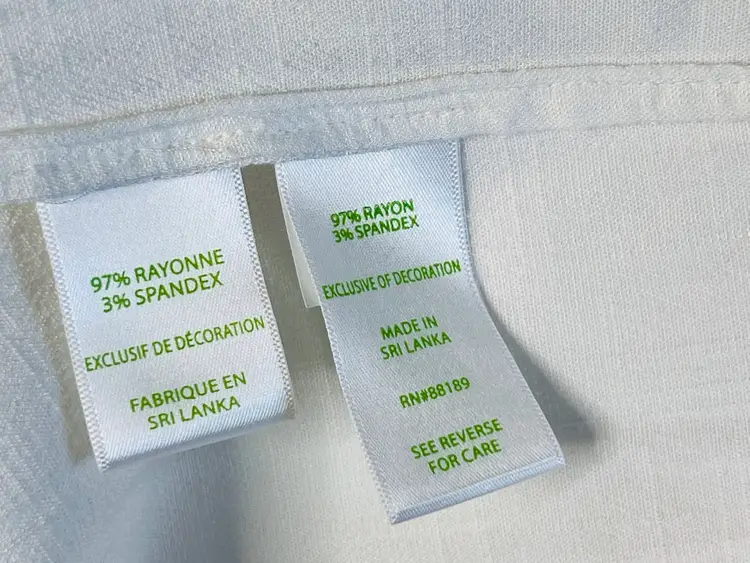 97% RAYONNE
3% SPANDEX
EXCLUSIF DE DÉCORATION
FABRIQUE EN
SRI LANKA
97% RAYON
3% SPANDEX
EXCLUSIVE OF DECORATION
MADE IN
SRI LANKA
RN#88189
SEE REVERSE
FOR CARE